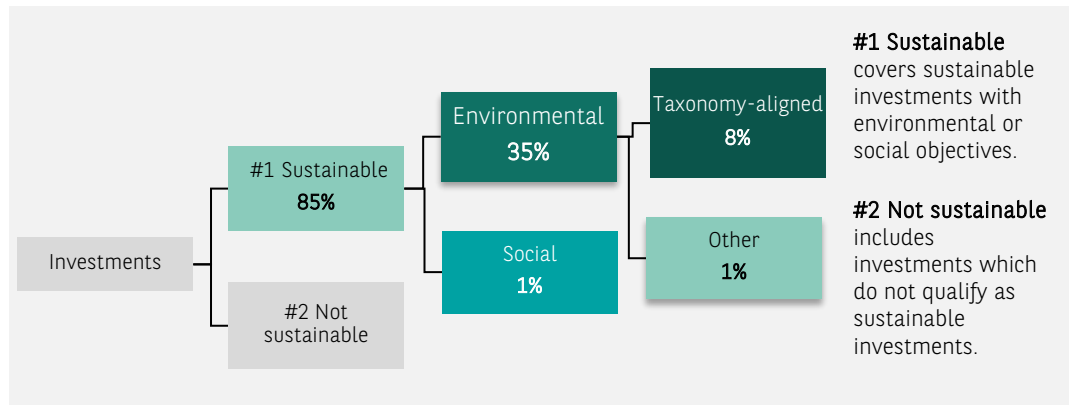 Investments
#1 Sustainable
85%
#2 Not
sustainable
Environmental
35%
Social
1%
Taxonomy-aligned
8%
Other
1%
#1 Sustainable
covers sustainable
investments with
environmental or
social objectives.
#2 Not sustainable
includes
investments which
do not qualify as
sustainable
investments.